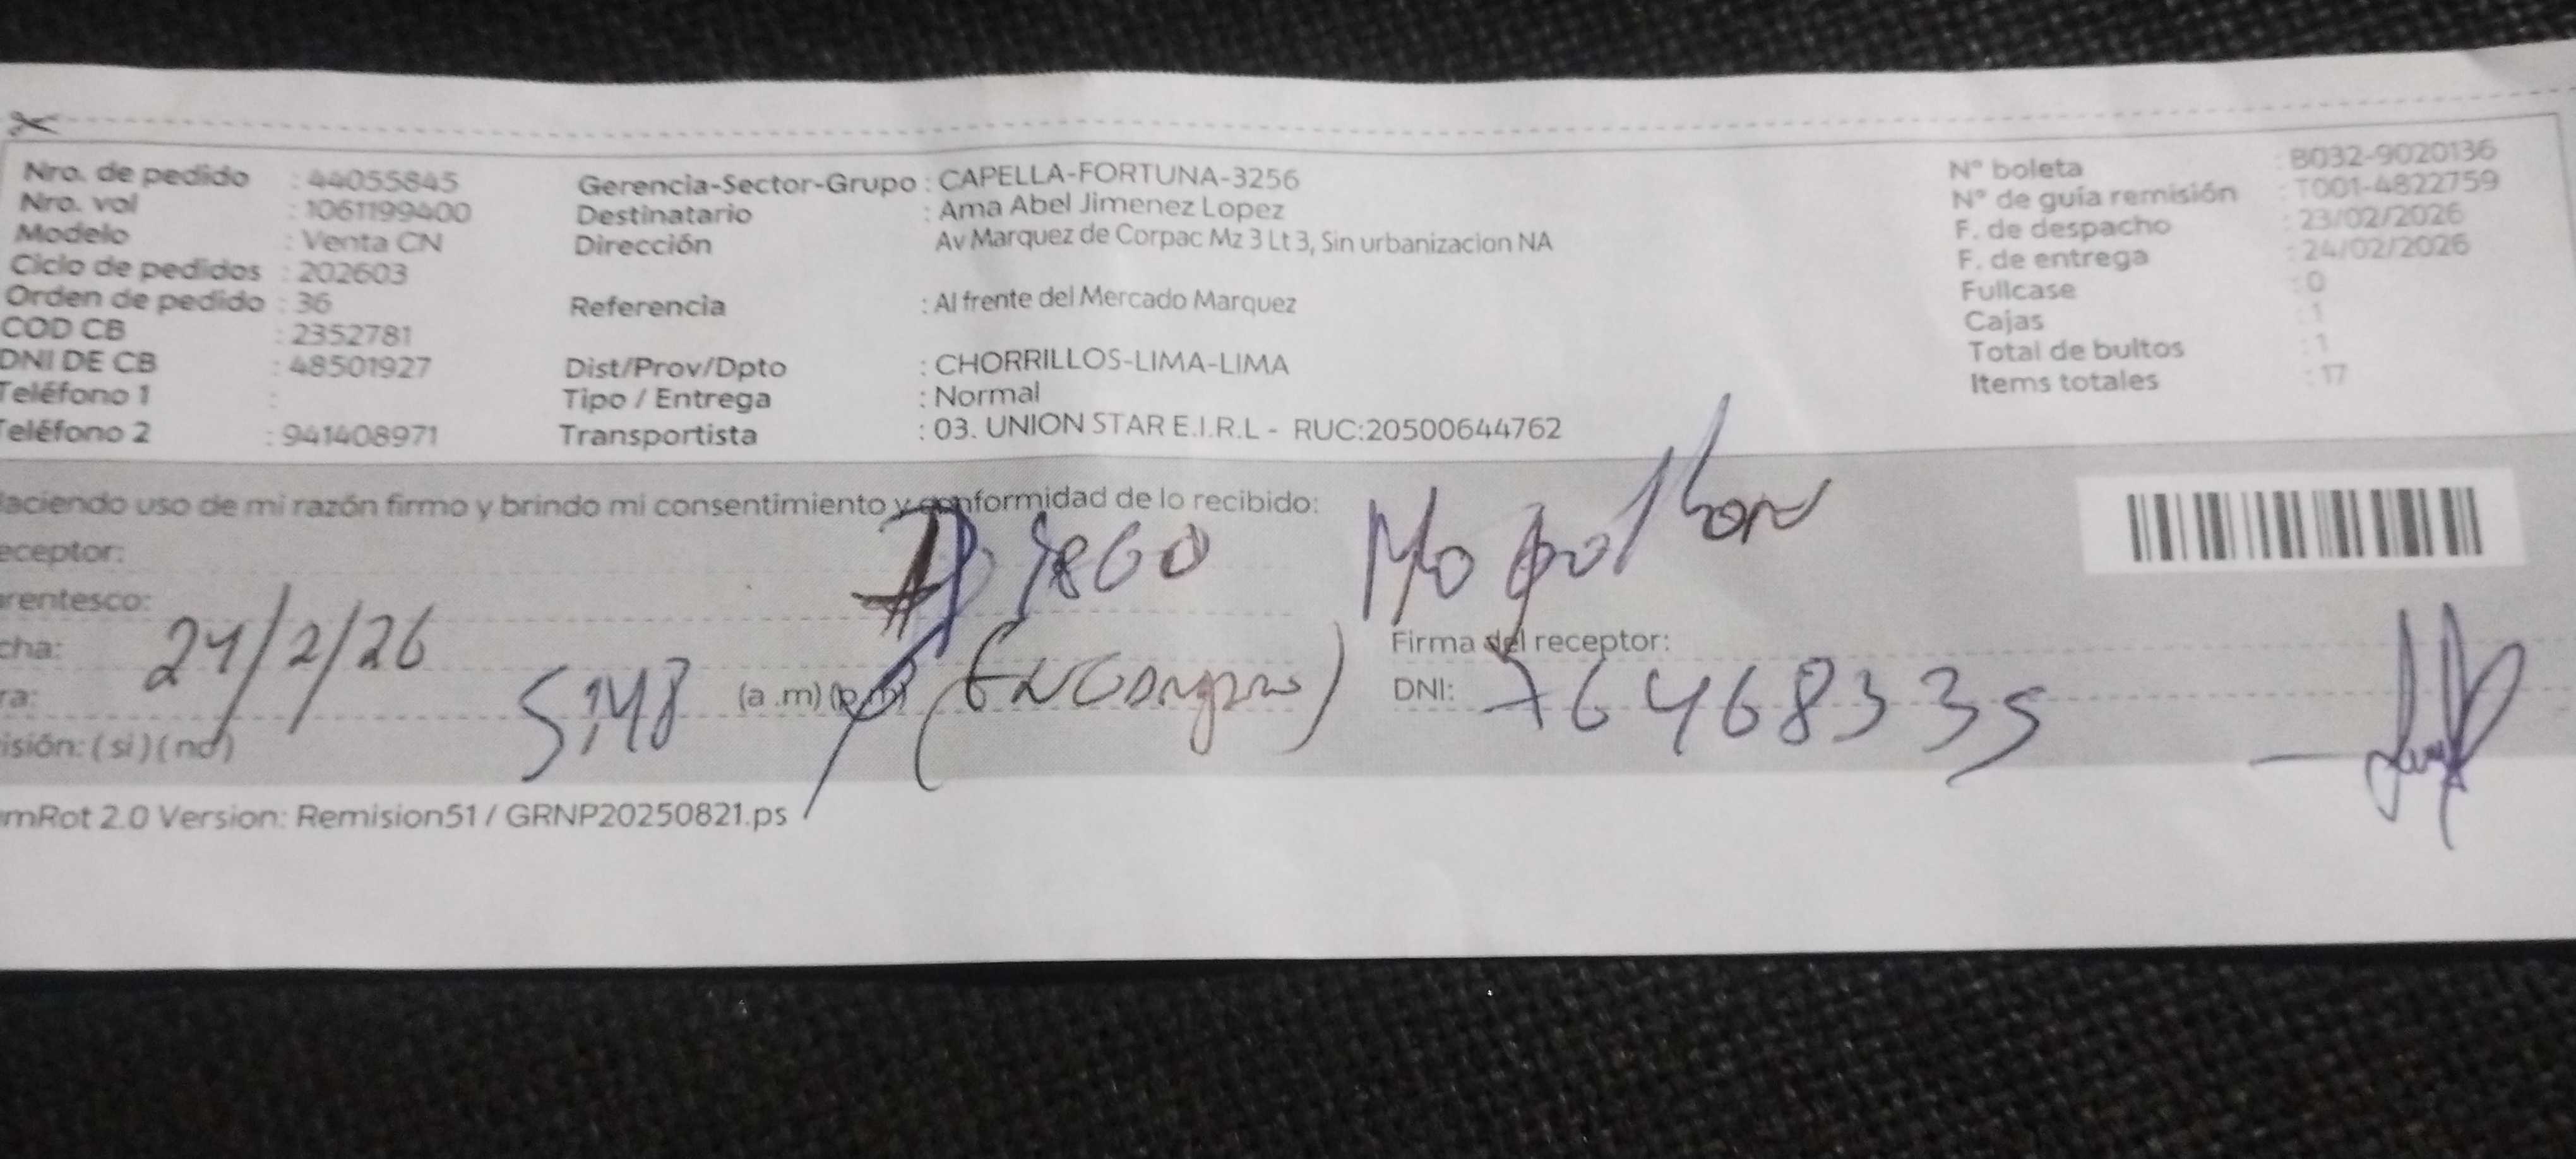 Nro. de pedido : 44055845
Nro. vol : 1061199400
Modelo : Venta CN
Ciclo de pedidos : 202603
Orden de pedido : 36
COD CB : 2352781
DNI DE CB : 48501927
Teléfono 1 :
Teléfono 2 : 941408971
Gerencia-Sector-Grupo : CAPELLA-FORTUNA-3256
Destinatario : Ama Abel Jimenez Lopez
Dirección Av Marquez de Corpac Mz 3 Lt 3, Sin urbanizacion NA
Referencia : Al frente del Mercado Marquez
Dist/Prov/Dpto : CHORRILLOS-LIMA-LIMA
Tipo / Entrega : Normal
Transportista : 03. UNION STAR E.I.R.L - RUC:20500644762
N° boleta : B032-9020136
N° de guía remisión : T001-4822759
F. de despacho : 23/02/2026
F. de entrega : 24/02/2026
Fullcase : 0
Cajas : 1
Total de bultos : 1
Items totales : 17
aciendo uso de mi razón firmo y brindo mi consentimiento y conformidad de lo recibido:
eceptor: Diego Mogollon
rentesco:
cha: 24/2/26
ra: 5:48 (a .m) (p.m)
Firma del receptor:
DNI: 76468335
isión: ( si ) ( no )
mRot 2.0 Version: Remision51 / GRNP20250821.ps